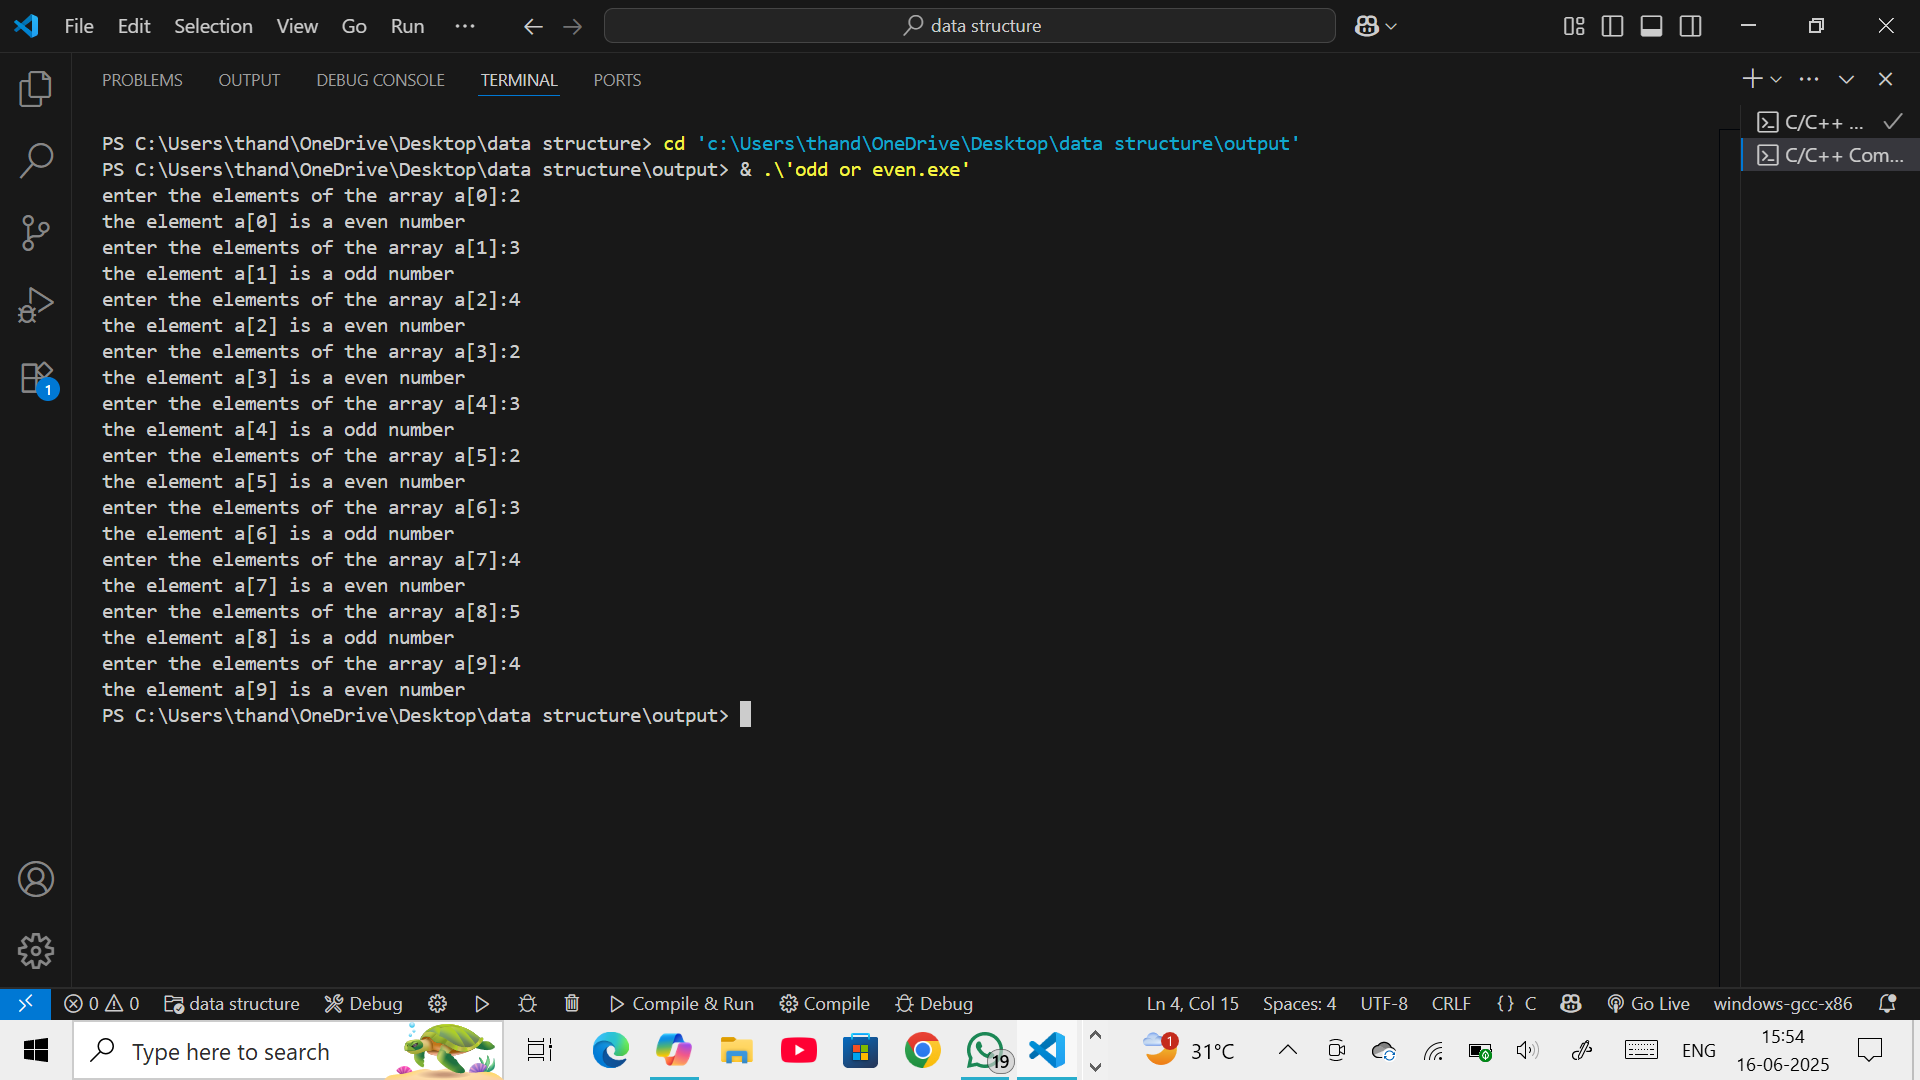 File Edit Selection View Go Run ··· data structure
PROBLEMS OUTPUT DEBUG CONSOLE TERMINAL PORTS
C/C++ ...
C/C++ Com...
PS C:\Users\thand\OneDrive\Desktop\data structure> cd 'c:\Users\thand\OneDrive\Desktop\data structure\output'
PS C:\Users\thand\OneDrive\Desktop\data structure\output> & .\'odd or even.exe'
enter the elements of the array a[0]:2
the element a[0] is a even number
enter the elements of the array a[1]:3
the element a[1] is a odd number
enter the elements of the array a[2]:4
the element a[2] is a even number
enter the elements of the array a[3]:2
the element a[3] is a even number
enter the elements of the array a[4]:3
the element a[4] is a odd number
enter the elements of the array a[5]:2
the element a[5] is a even number
enter the elements of the array a[6]:3
the element a[6] is a odd number
enter the elements of the array a[7]:4
the element a[7] is a even number
enter the elements of the array a[8]:5
the element a[8] is a odd number
enter the elements of the array a[9]:4
the element a[9] is a even number
PS C:\Users\thand\OneDrive\Desktop\data structure\output>
1
0 0 data structure Debug Compile & Run Compile Debug Ln 4, Col 15 Spaces: 4 UTF-8 CRLF {} C Go Live windows-gcc-x86
Type here to search 19 1 31°C ENG 15:54
16-06-2025